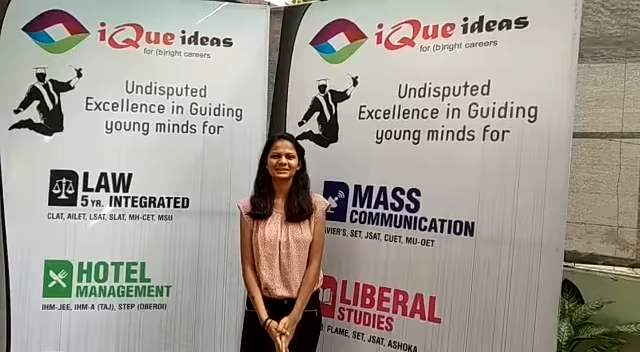 iQue ideas
for (b)right careers
Undisputed
Excellence in Guiding
young minds for
LAW
5 YR. INTEGRATED
CLAT, AILET, LSAT, SLAT, MH-CET, MSU
HOTEL
MANAGEMENT
IHM-JEE, IHM-A (TAJ), STEP (OBEROI)
iQue ideas
for (b)right careers
Undisputed
Excellence in Guiding
young minds for
MASS
COMMUNICATION
SET, JSAT, CUET, MU-OET
LIBERAL
STUDIES
FLAME, SET, JSAT, ASHOKA